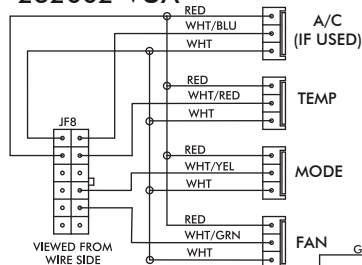 RED
WHT/BLU
WHT
A/C
(IF USED)
RED
WHT/RED
WHT
TEMP
JF8
RED
WHT/YEL
WHT
MODE
RED
WHT/GRN
WHT
FAN
VIEWED FROM
WIRE SIDE
G